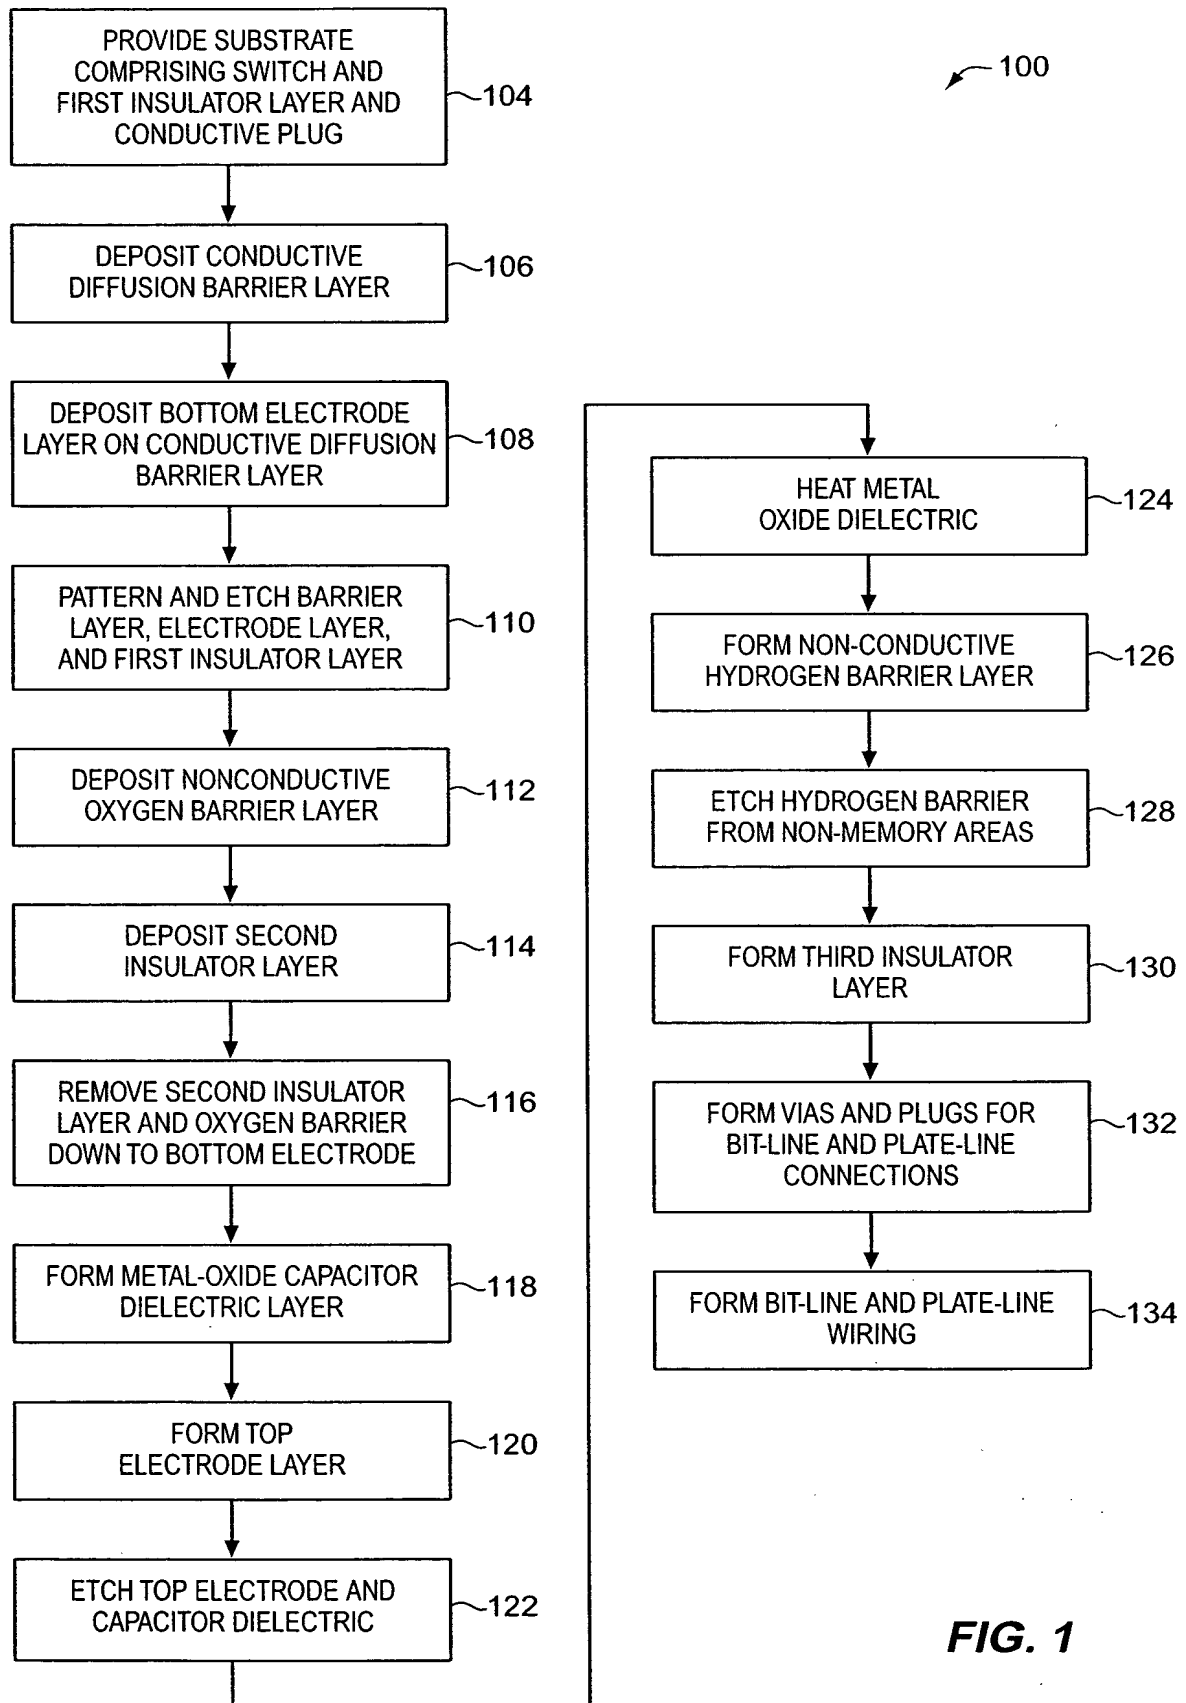 PROVIDE SUBSTRATE
COMPRISING SWITCH AND
FIRST INSULATOR LAYER AND
CONDUCTIVE PLUG
104
DEPOSIT CONDUCTIVE
DIFFUSION BARRIER LAYER
106
DEPOSIT BOTTOM ELECTRODE
LAYER ON CONDUCTIVE DIFFUSION
BARRIER LAYER
108
PATTERN AND ETCH BARRIER
LAYER, ELECTRODE LAYER,
AND FIRST INSULATOR LAYER
110
DEPOSIT NONCONDUCTIVE
OXYGEN BARRIER LAYER
112
DEPOSIT SECOND
INSULATOR LAYER
114
REMOVE SECOND INSULATOR
LAYER AND OXYGEN BARRIER
DOWN TO BOTTOM ELECTRODE
116
FORM METAL-OXIDE CAPACITOR
DIELECTRIC LAYER
118
FORM TOP
ELECTRODE LAYER
120
ETCH TOP ELECTRODE AND
CAPACITOR DIELECTRIC
122
100
HEAT METAL
OXIDE DIELECTRIC
124
FORM NON-CONDUCTIVE
HYDROGEN BARRIER LAYER
126
ETCH HYDROGEN BARRIER
FROM NON-MEMORY AREAS
128
FORM THIRD INSULATOR
LAYER
130
FORM VIAS AND PLUGS FOR
BIT-LINE AND PLATE-LINE
CONNECTIONS
132
FORM BIT-LINE AND PLATE-LINE
WIRING
134
FIG. 1